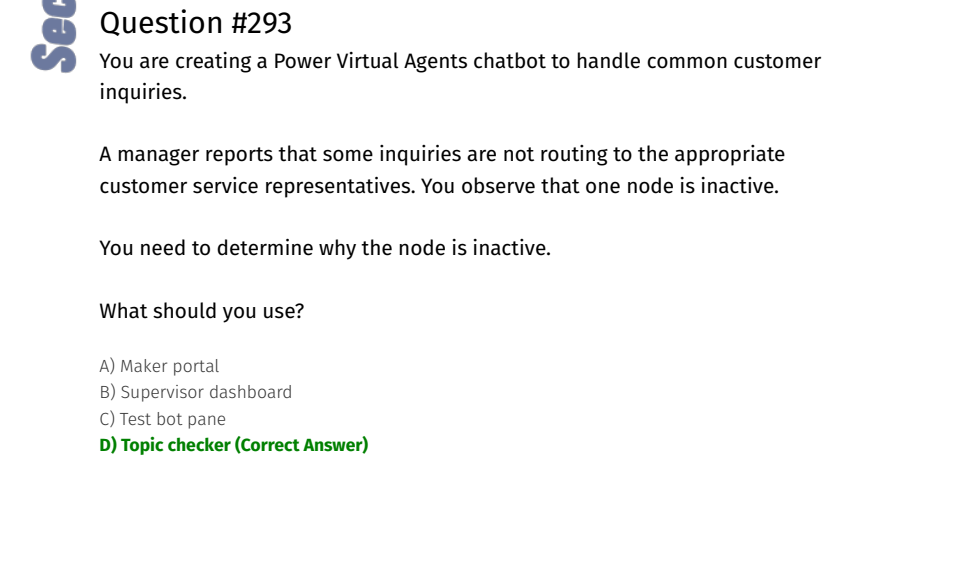 Question #293
You are creating a Power Virtual Agents chatbot to handle common customer
inquiries.
A manager reports that some inquiries are not routing to the appropriate
customer service representatives. You observe that one node is inactive.
You need to determine why the node is inactive.
What should you use?
A) Maker portal
B) Supervisor dashboard
C) Test bot pane
D) Topic checker (Correct Answer)